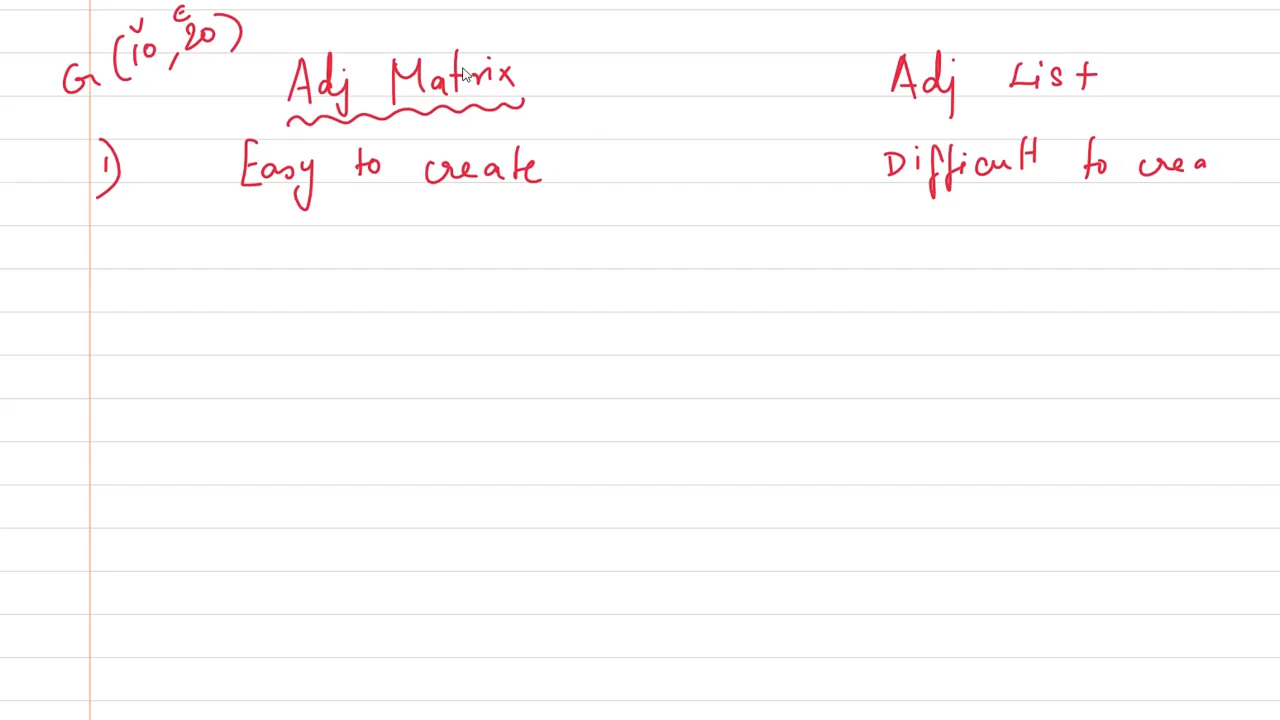 V E
G (10, 20)
Adj Matrix Adj List
1) Easy to create Difficult to crea